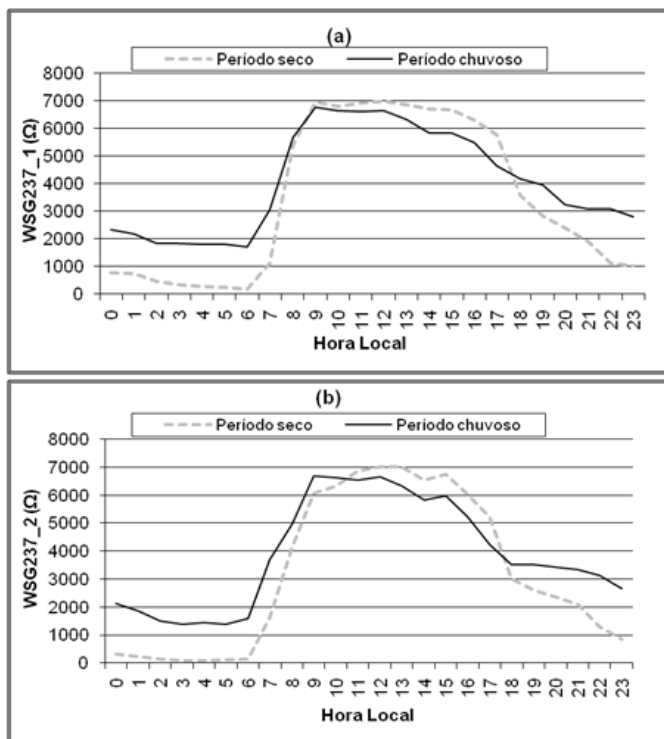 (a)
Período seco Período chuvoso
WSG237_1 (Ω)
8000
7000
6000
5000
4000
3000
2000
1000
0
0 1 2 3 4 5 6 7 8 9 10 11 12 13 14 15 16 17 18 19 20 21 22 23
Hora Local
(b)
Período seco Período chuvoso
WSG237_2 (Ω)
8000
7000
6000
5000
4000
3000
2000
1000
0
0 1 2 3 4 5 6 7 8 9 10 11 12 13 14 15 16 17 18 19 20 21 22 23
Hora Local